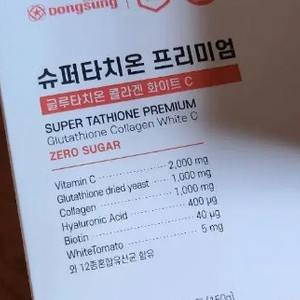 DongSung
슈퍼타치온 프리미엄
글루타치온 콜라겐 화이트 C
SUPER TATHIONE PREMIUM
Glutathione Collagen White C
ZERO SUGAR
Vitamin C 2,000 mg
Glutathione dried yeast 1,000 mg
Collagen 1,000 mg
Hyaluronic Acid 400 μg
Biotin 40 μg
WhiteTomato 5 mg
외 12종혼합유산균 함유